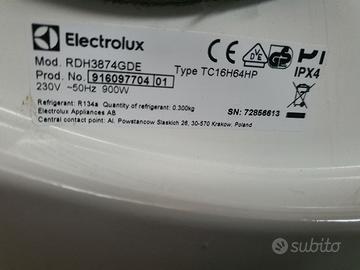 Electrolux
Mod. RDH3874GDE
Prod. No. 916097704 01
Type TC16H64HP
IPX4
230V ~50Hz 900W
Refrigerant: R134a Quantity of refrigerant: 0.300kg
Electrolux Appliances AB
SN: 72856613
Central contact point: Al. Powstancow Slaskich 26, 30-570 Krakow, Poland
subito